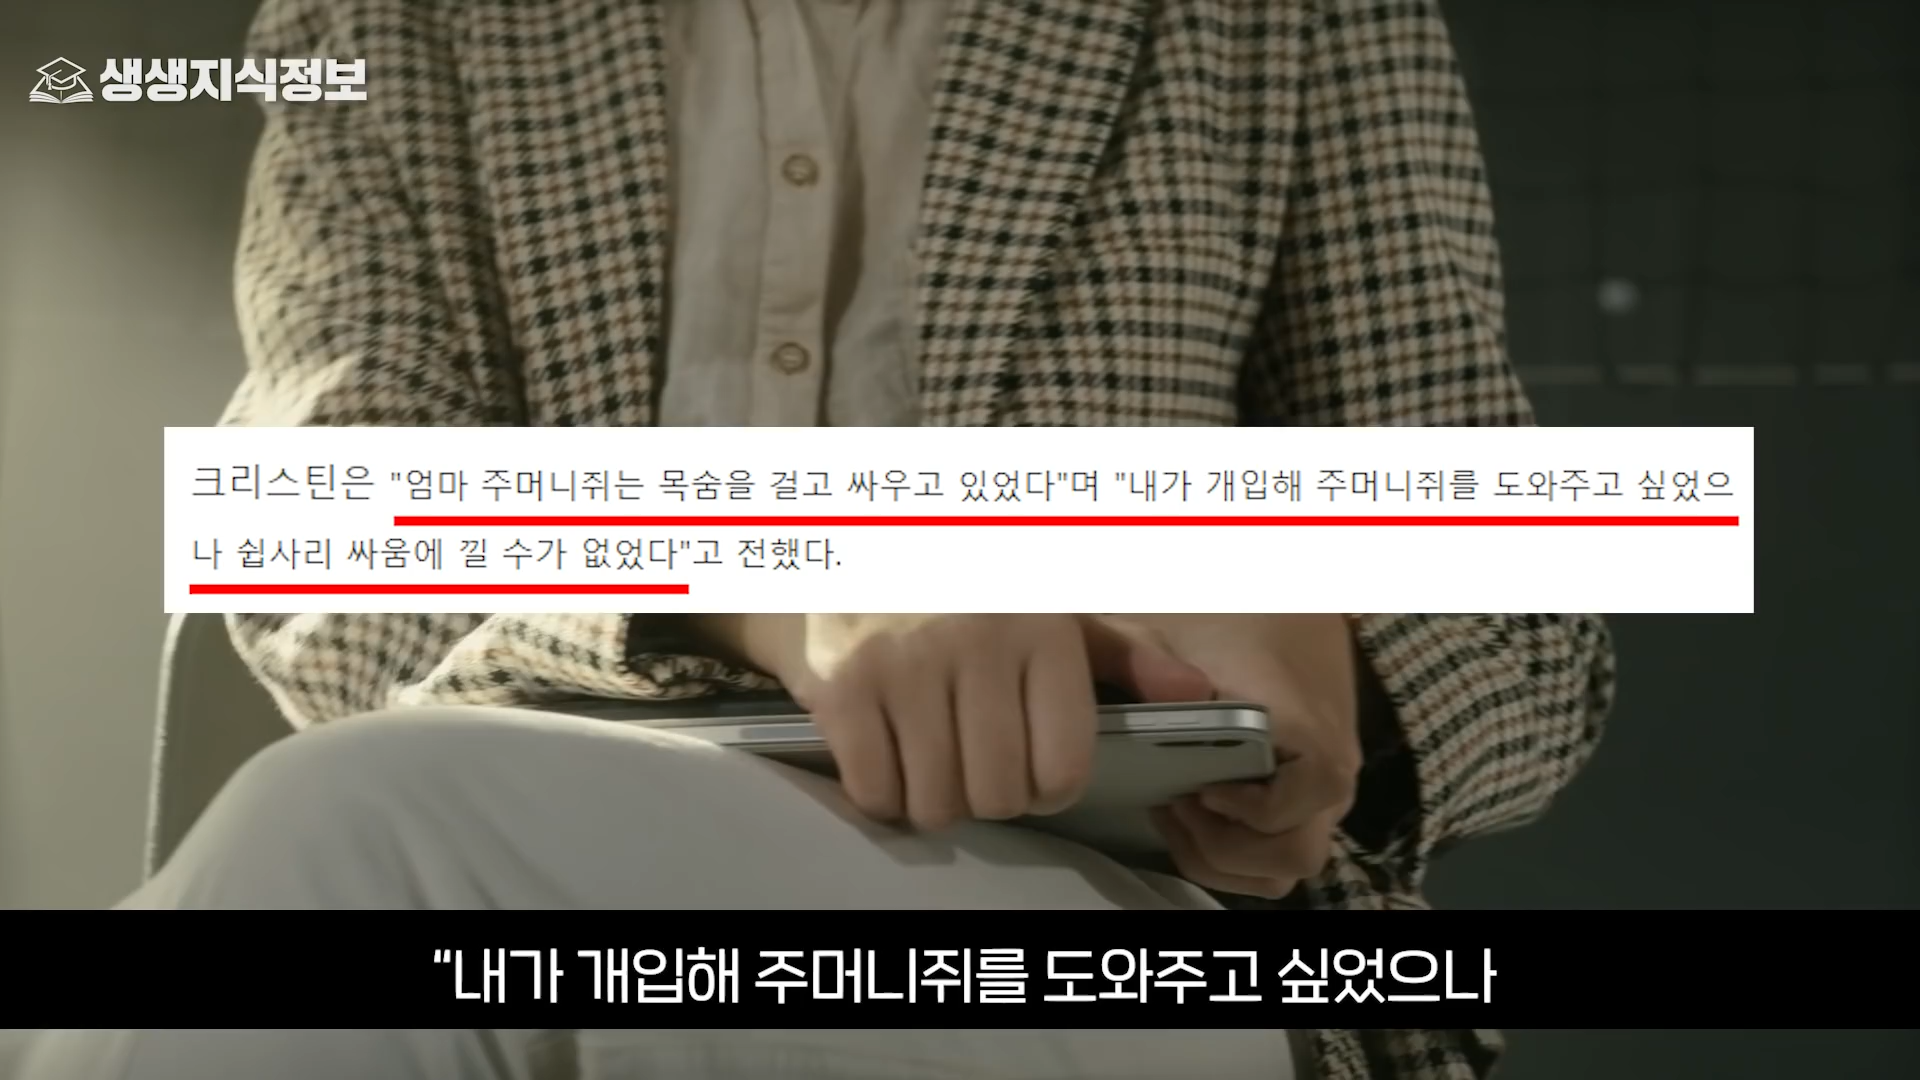 생생지식정보
크리스틴은 "엄마 주머니쥐는 목숨을 걸고 싸우고 있었다"며 "내가 개입해 주머니쥐를 도와주고 싶었으
나 쉽사리 싸움에 낄 수가 없었다"고 전했다.
“내가 개입해 주머니쥐를 도와주고 싶었으나